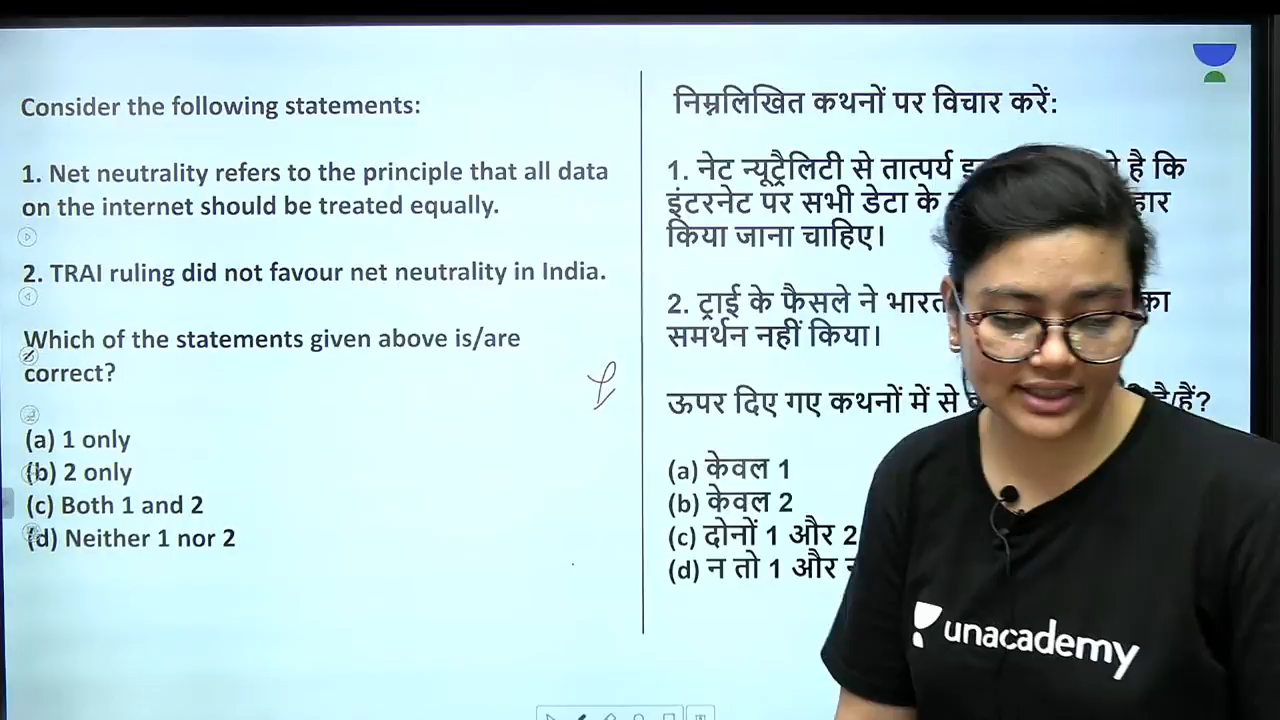 Consider the following statements:
1. Net neutrality refers to the principle that all data
on the internet should be treated equally.
2. TRAI ruling did not favour net neutrality in India.
Which of the statements given above is/are
correct?
(a) 1 only
(b) 2 only
(c) Both 1 and 2
(d) Neither 1 nor 2
निम्नलिखित कथनों पर विचार करें:
1. नेट न्यूट्रैलिटी से तात्पर्य है कि
इंटरनेट पर सभी डेटा के
किया जाना चाहिए।
2. ट्राई के फैसले ने का
समर्थन नहीं किया।
ऊपर दिए गए कथनों में से है/हैं?
(a) केवल 1
(b) केवल 2
(c) दोनों 1 और 2
(d) न तो 1 और
unacademy